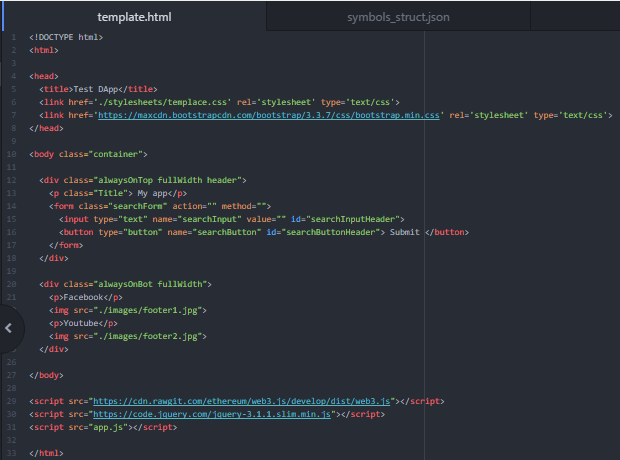 template.html symbols_struct.json
1 <!DOCTYPE html>
2 <html>
3
4 <head>
5 <title>Test DApp</title>
6 <link href='./stylesheets/templace.css' rel='stylesheet' type='text/css'>
7 <link href='https://maxcdn.bootstrapcdn.com/bootstrap/3.3.7/css/bootstrap.min.css' rel='stylesheet' type='text/css'>
8 </head>
9
10 <body class="container">
11
12 <div class="alwaysOnTop fullWidth header">
13 <p class="Title"> My app</p>
14 <form class="searchForm" action="" method="">
15 <input type="text" name="searchInput" value="" id="searchInputHeader">
16 <button type="button" name="searchButton" id="searchButtonHeader"> Submit </button>
17 </form>
18 </div>
19
20 <div class="alwaysOnBot fullWidth">
21 <p>Facebook</p>
<img src="./images/footer1.jpg">
<p>Youtube</p>
<img src="./images/footer2.jpg">
</div>
26
27 </body>
28
29 <script src="https://cdn.rawgit.com/ethereum/web3.js/develop/dist/web3.js"></script>
30 <script src="https://code.jquery.com/jquery-3.1.1.slim.min.js"></script>
31 <script src="app.js"></script>
32
33 </html>